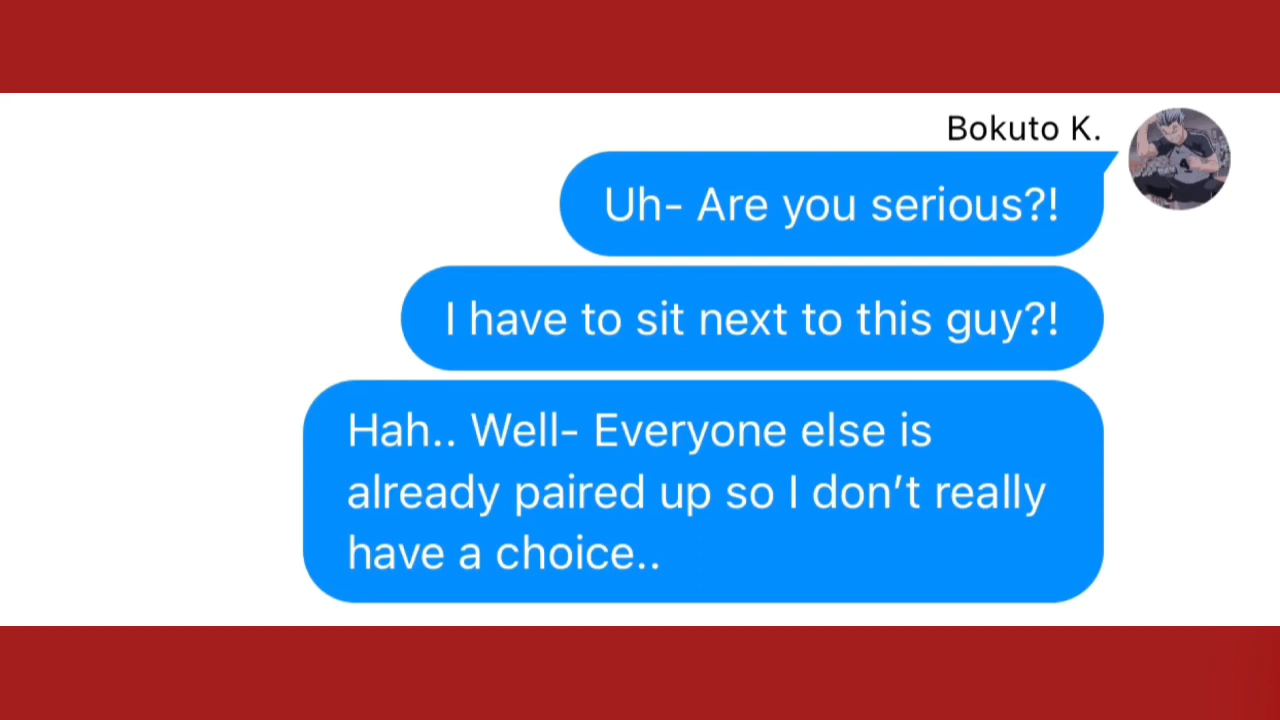 Bokuto K.
Uh- Are you serious?!
I have to sit next to this guy?!
Hah.. Well- Everyone else is
already paired up so I don’t really
have a choice..